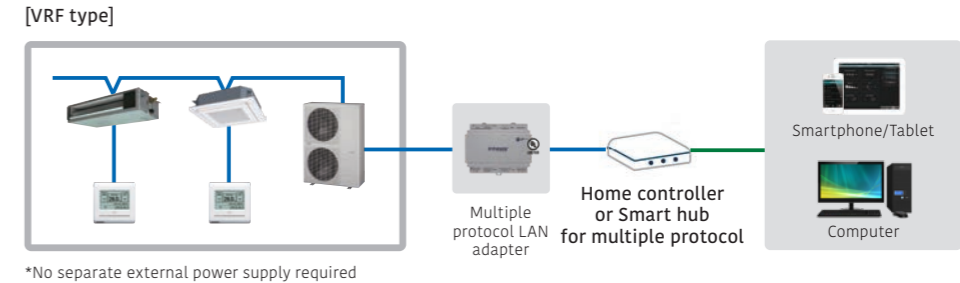 [VRF type]
Smartphone/Tablet
Multiple
protocol LAN
adapter
Home controller
or Smart hub
for multiple protocol
Computer
*No separate external power supply required